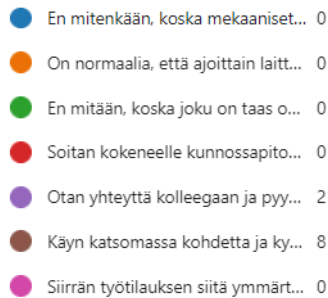 En mitenkään, koska mekaaniset... 0
On normaalia, että ajoittain laitt... 0
En mitään, koska joku on taas o... 0
Soitan kokeneelle kunnossapito... 0
Otan yhteyttä kolleegaan ja pyy... 2
Käyn katsomassa kohdetta ja ky... 8
Siirrän työtilauksen siitä ymmärt... 0